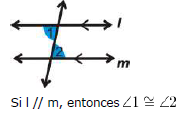 l
1
2
m
Si l // m, entonces ∠1 ≅ ∠2